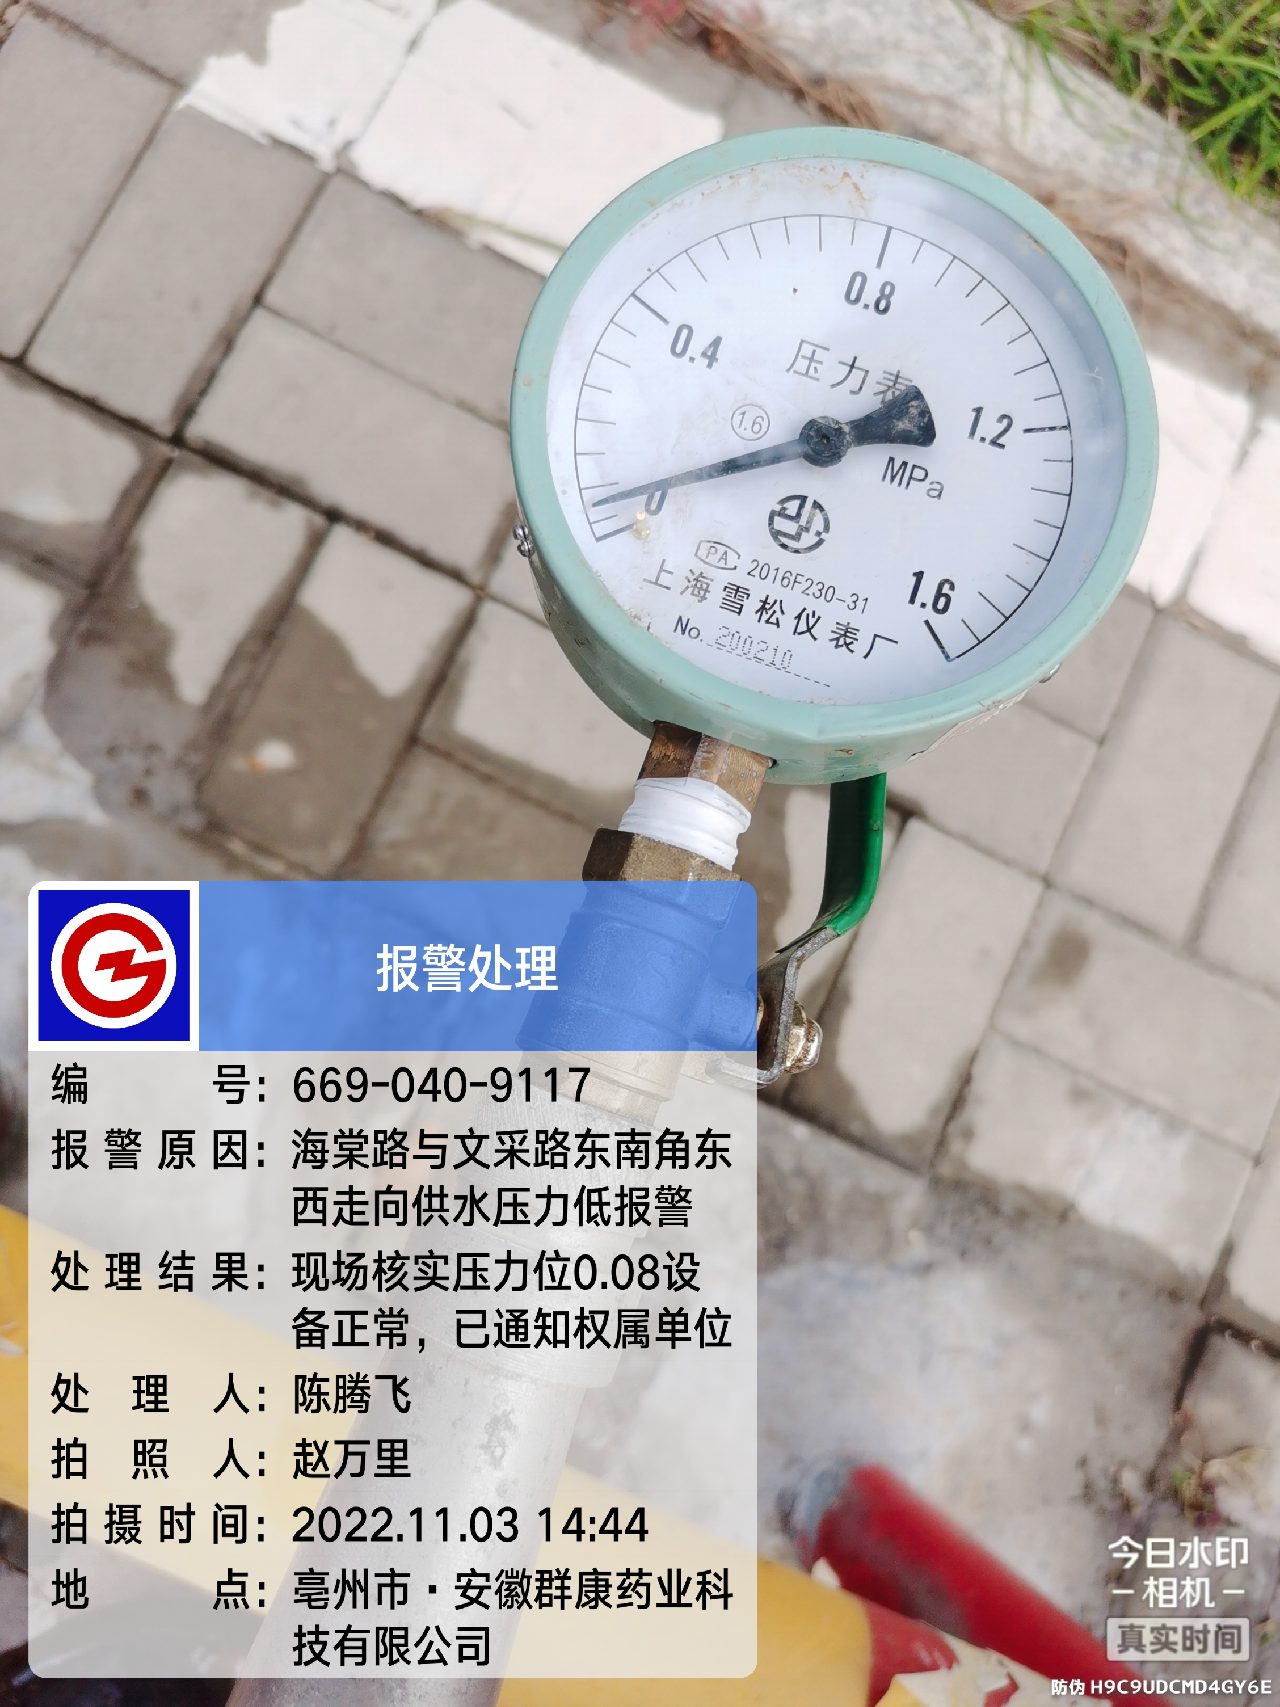 0.8
0.4
压力表
1.6
1.2
MPa
0
PA 2016F230-31
1.6
上海雪松仪表厂
No. 200210
报警处理
编号：669-040-9117
报警原因：海棠路与文采路东南角东
西走向供水压力低报警
处理结果：现场核实压力位0.08设
备正常，已通知权属单位
处理人：陈腾飞
拍照人：赵万里
拍摄时间：2022.11.03 14:44
地点：亳州市·安徽群康药业科
技有限公司
今日水印
相机
真实时间
防伪 H9C9UDCMD4GY6E